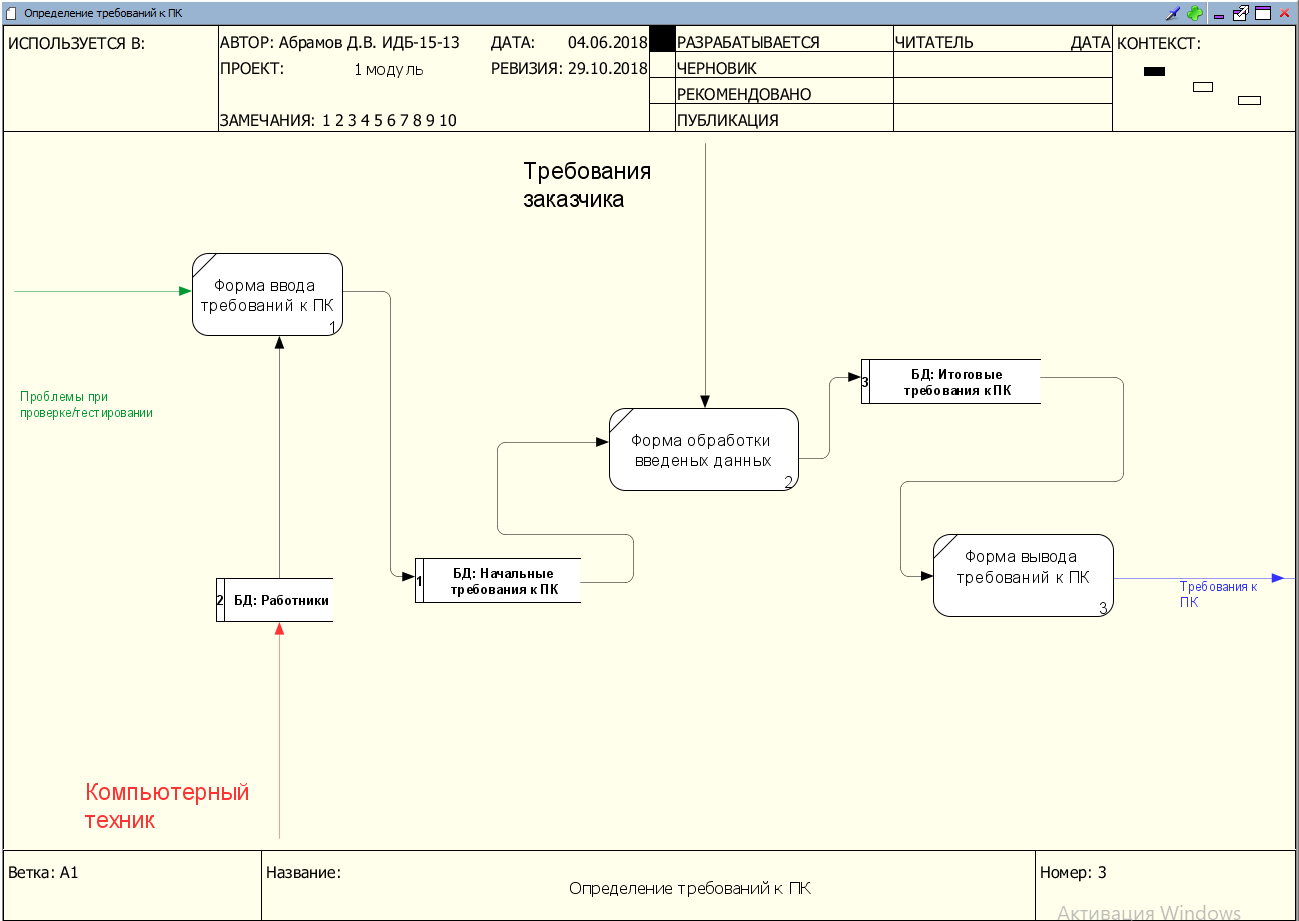 Определение требований к ПК
ИСПОЛЬЗУЕТСЯ В:
АВТОР: Абрамов Д.В. ИДБ-15-13
ДАТА: 04.06.2018
ПРОЕКТ: 1 модуль
РЕВИЗИЯ: 29.10.2018
ЗАМЕЧАНИЯ: 1 2 3 4 5 6 7 8 9 10
РАЗРАБАТЫВАЕТСЯ
ЧЕРНОВИК
РЕКОМЕНДОВАНО
ПУБЛИКАЦИЯ
ЧИТАТЕЛЬ ДАТА
КОНТЕКСТ:
Требования
заказчика
Форма ввода
требований к ПК
1
Проблемы при
проверке/тестировании
3
БД: Итоговые
требования к ПК
Форма обработки
введеных данных
2
Форма вывода
требований к ПК
3
1
БД: Начальные
требования к ПК
2 БД: Работники
Требования к
ПК
Компьютерный
техник
Ветка: A1
Название:
Определение требований к ПК
Номер: 3
Активация Windows